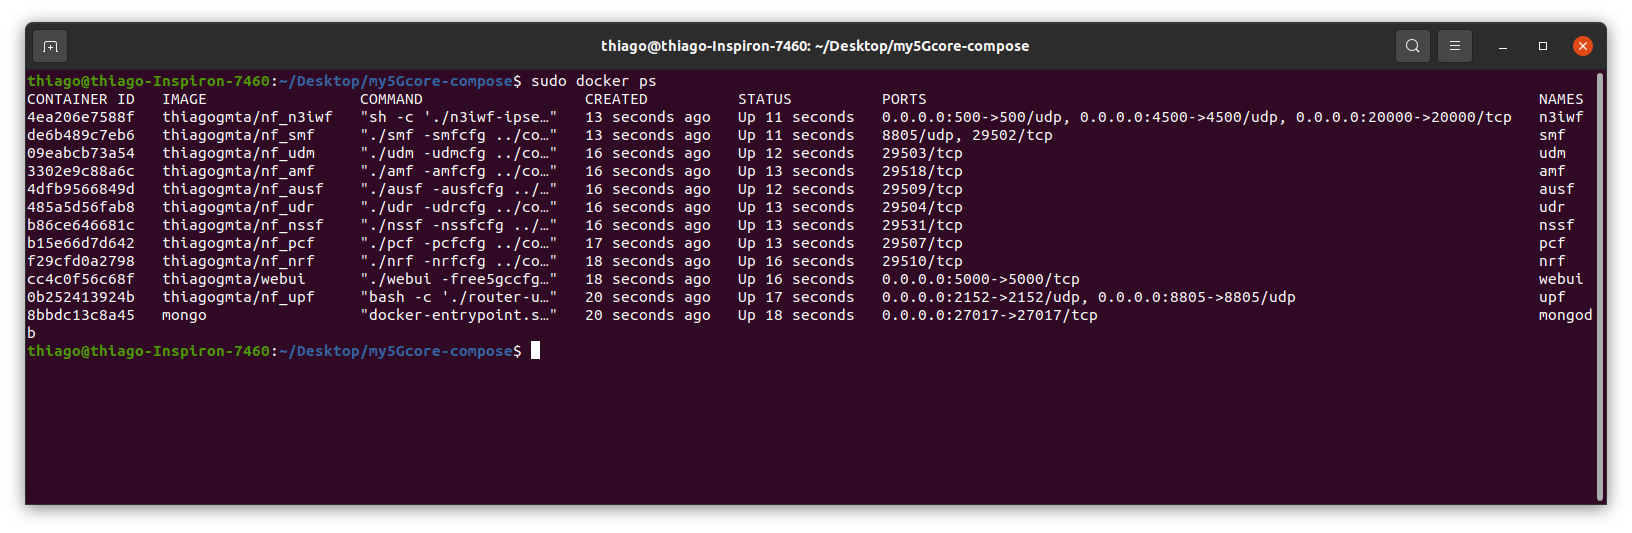 thiago@thiago-Inspiron-7460: ~/Desktop/my5Gcore-compose
thiago@thiago-Inspiron-7460:~/Desktop/my5Gcore-compose$ sudo docker ps
CONTAINER ID   IMAGE                COMMAND                  CREATED          STATUS          PORTS                                                                    NAMES
4ea206e7588f   thiagogmta/nf_n3iwf   "sh -c './n3iwf-ipse…"   13 seconds ago   Up 11 seconds   0.0.0.0:500->500/udp, 0.0.0.0:4500->4500/udp, 0.0.0.0:20000->20000/tcp   n3iwf
de6b489c7eb6   thiagogmta/nf_smf     "./smf -smfcfg ../co…"   13 seconds ago   Up 11 seconds   8805/udp, 29502/tcp                                                      smf
09eabcb73a54   thiagogmta/nf_udm     "./udm -udmcfg ../co…"   16 seconds ago   Up 12 seconds   29503/tcp                                                                udm
3302e9c88a6c   thiagogmta/nf_amf     "./amf -amfcfg ../co…"   16 seconds ago   Up 13 seconds   29518/tcp                                                                amf
4dfb9566849d   thiagogmta/nf_ausf    "./ausf -ausfcfg ../…"   16 seconds ago   Up 12 seconds   29509/tcp                                                                ausf
485a5d56fab8   thiagogmta/nf_udr     "./udr -udrcfg ../co…"   16 seconds ago   Up 13 seconds   29504/tcp                                                                udr
b86ce646681c   thiagogmta/nf_nssf    "./nssf -nssfcfg ../…"   16 seconds ago   Up 13 seconds   29531/tcp                                                                nssf
b15e66d7d642   thiagogmta/nf_pcf     "./pcf -pcfcfg ../co…"   17 seconds ago   Up 13 seconds   29507/tcp                                                                pcf
f29cfd0a2798   thiagogmta/nf_nrf     "./nrf -nrfcfg ../co…"   18 seconds ago   Up 16 seconds   29510/tcp                                                                nrf
cc4c0f56c68f   thiagogmta/webui      "./webui -free5gccfg…"   18 seconds ago   Up 16 seconds   0.0.0.0:5000->5000/tcp                                                   webui
0b252413924b   thiagogmta/nf_upf     "bash -c './router-u…"   20 seconds ago   Up 17 seconds   0.0.0.0:2152->2152/udp, 0.0.0.0:8805->8805/udp                           upf
8bbdc13c8a45   mongo                 "docker-entrypoint.s…"   20 seconds ago   Up 18 seconds   0.0.0.0:27017->27017/tcp                                                 mongod
b
thiago@thiago-Inspiron-7460:~/Desktop/my5Gcore-compose$